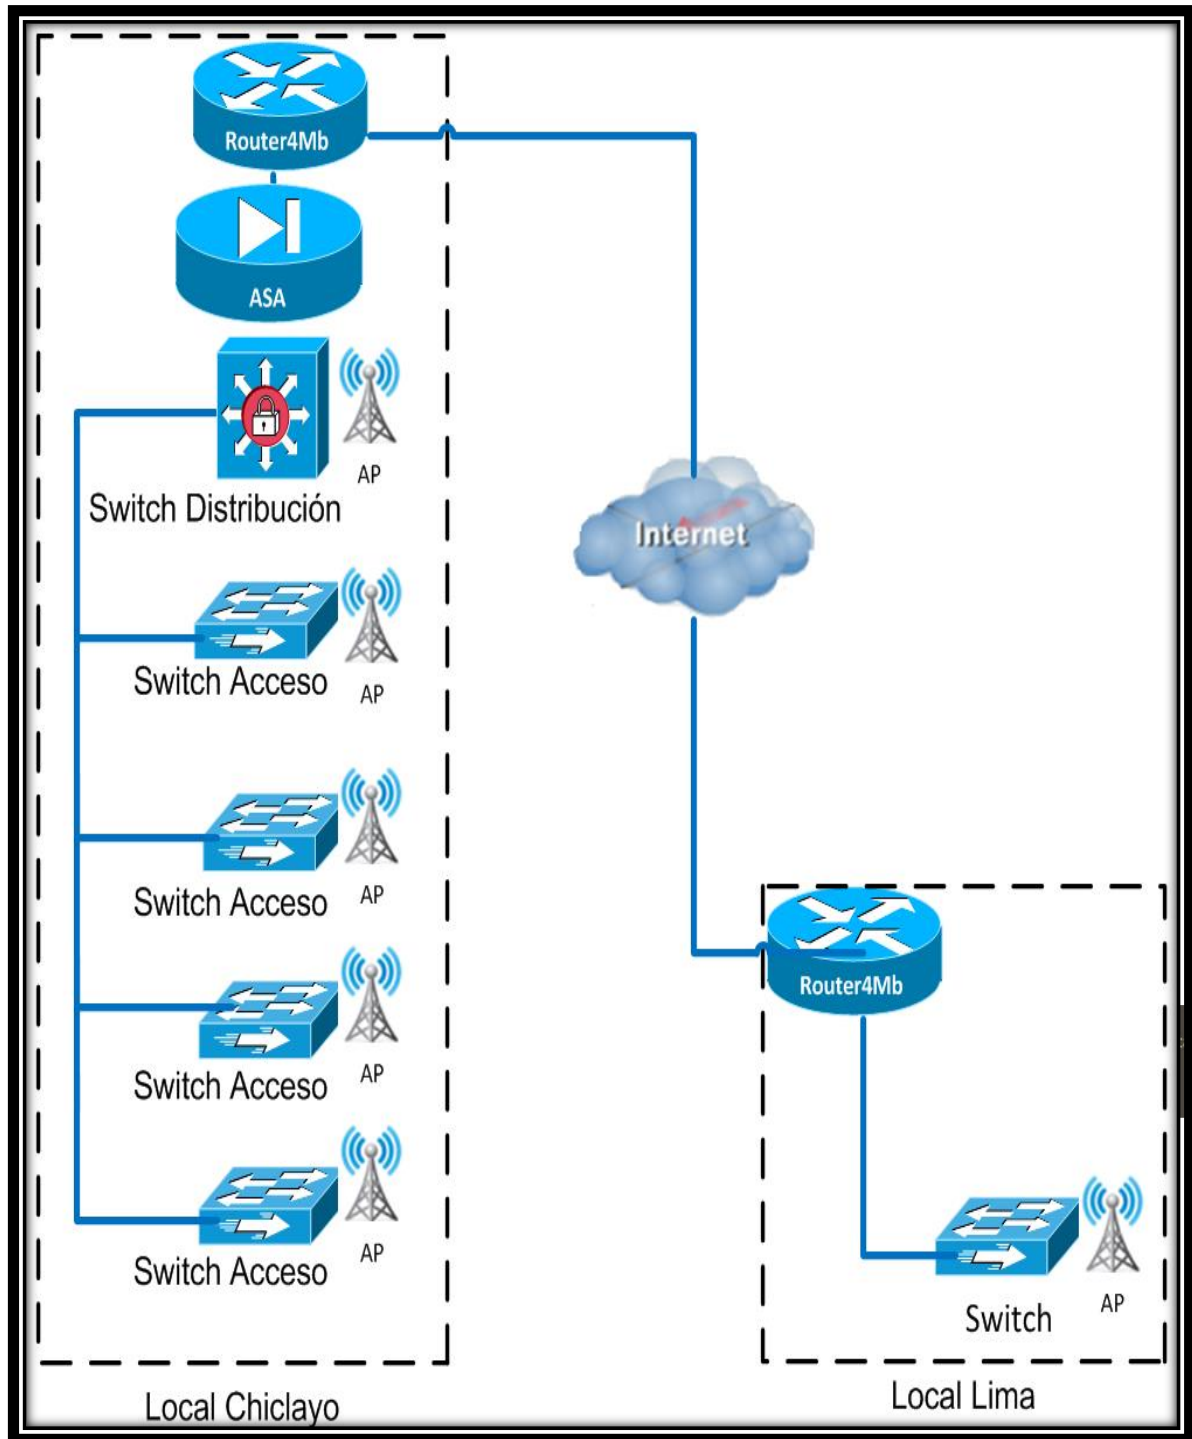 Router4Mb
ASA
AP
Switch Distribución
Internet
Switch Acceso
AP
Switch Acceso
AP
Router4Mb
Switch Acceso
AP
Switch Acceso
AP
Switch
AP
Local Chiclayo
Local Lima